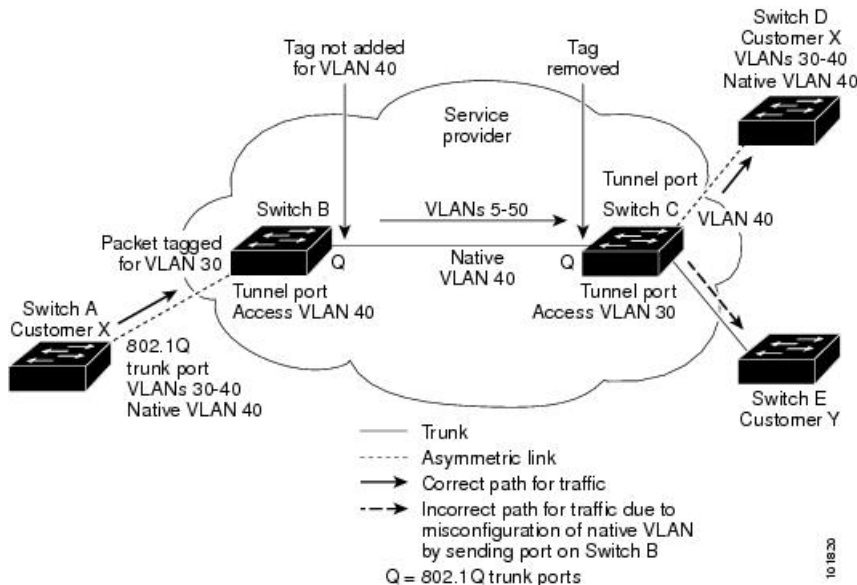 Tag not added
for VLAN 40
Tag
removed
Switch D
Customer X
VLANs 30-40
Native VLAN 40
Service
provider
Tunnel port
Switch B
VLANs 5-50
Switch C
VLAN 40
Packet tagged
for VLAN 30
Q
Native
VLAN 40
Q
Switch A
Customer X
Tunnel port
Access VLAN 40
Tunnel port
Access VLAN 30
802.1Q
trunk port
VLANs 30-40
Native VLAN 40
Switch E
Customer Y
Trunk
Asymmetric link
Correct path for traffic
Incorrect path for traffic due to
misconfiguration of native VLAN
by sending port on Switch B
Q = 802.1Q trunk ports
101820